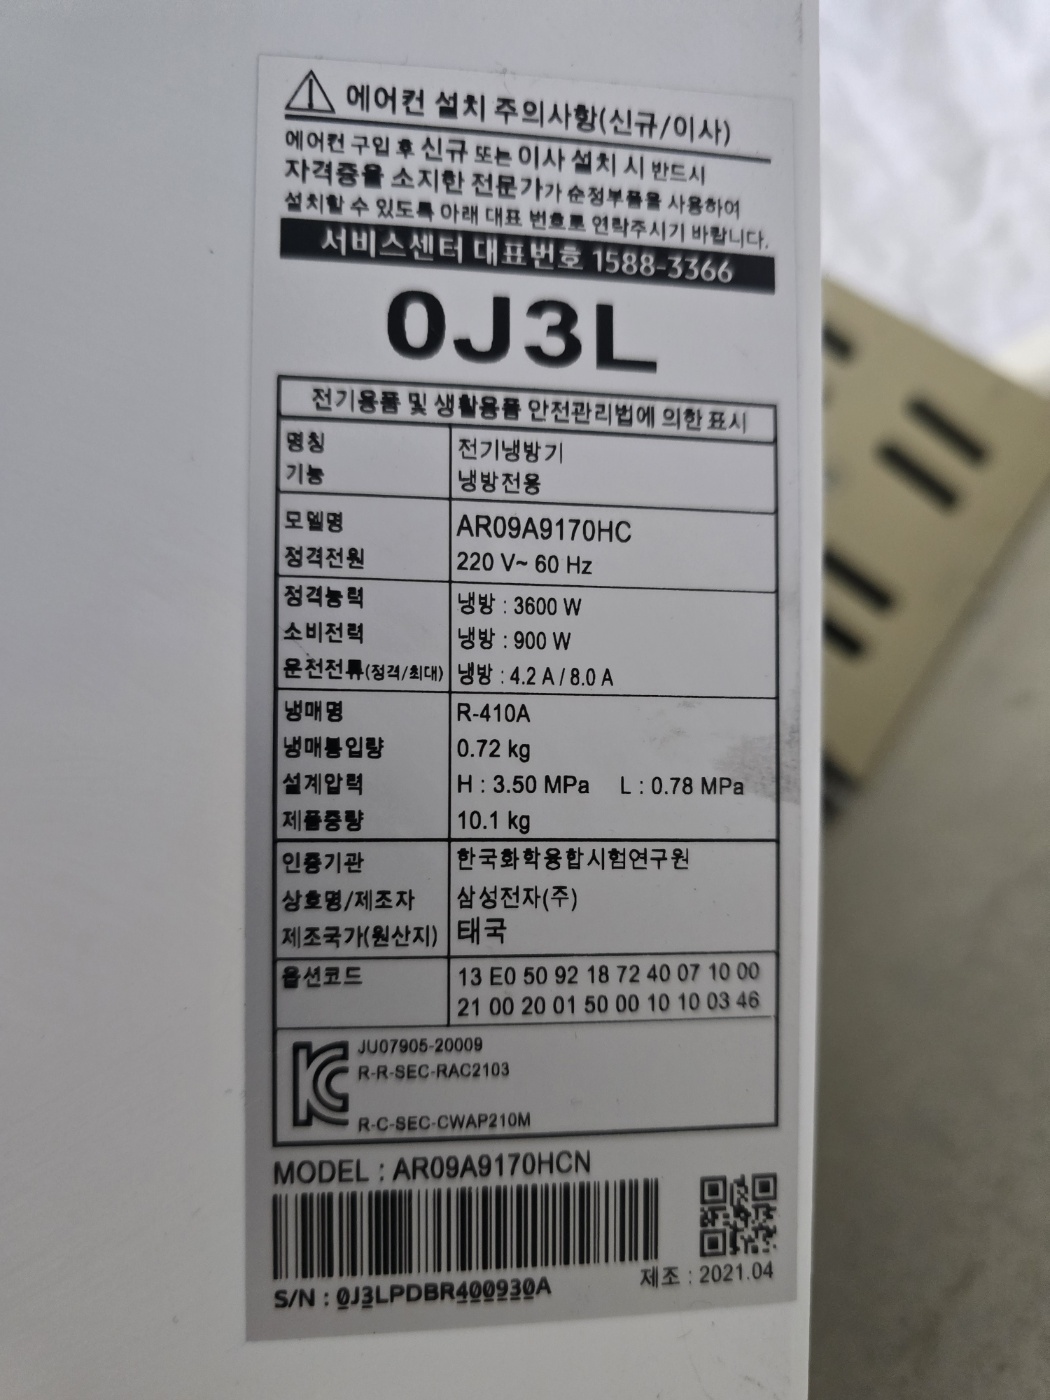 에어컨 설치 주의사항(신규/이사)
에어컨 구입 후 신규 또는 이사 설치 시 반드시
자격증을 소지한 전문가가 순정부품을 사용하여
설치할 수 있도록 아래 대표 번호로 연락주시기 바랍니다.
서비스센터 대표번호 1588-3366
0J3L
전기용품 및 생활용품 안전관리법에 의한 표시
명칭 전기냉방기
기능 냉방전용
모델명 AR09A9170HC
정격전원 220 V~ 60 Hz
정격능력 냉방 : 3600 W
소비전력 냉방 : 900 W
운전전류(정격/최대) 냉방 : 4.2 A / 8.0 A
냉매명 R-410A
냉매봉입량 0.72 kg
설계압력 H : 3.50 MPa L : 0.78 MPa
제품중량 10.1 kg
인증기관 한국화학융합시험연구원
상호명/제조자 삼성전자(주)
제조국가(원산지) 태국
옵션코드 13 E0 50 92 18 72 40 07 10 00
21 00 20 01 50 00 10 10 03 46
JU07905-20009
R-R-SEC-RAC2103
R-C-SEC-CWAP210M
MODEL : AR09A9170HCN
제조 : 2021.04
S/N : 0J3LPDBR400930A